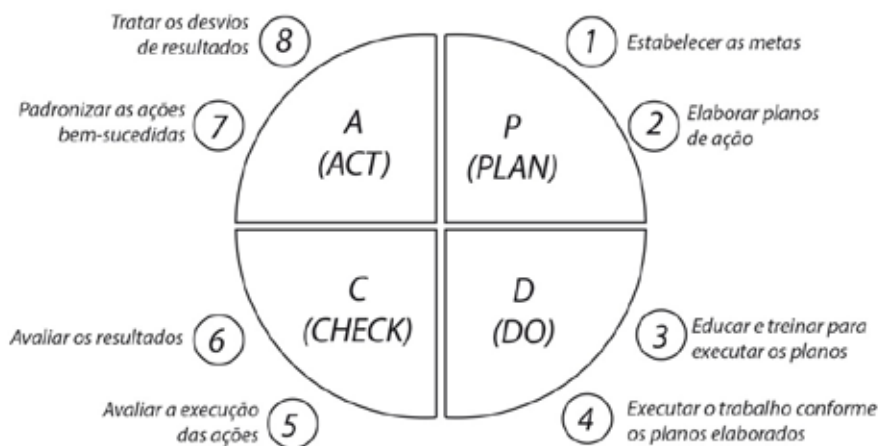 1
Estabelecer as metas
2
Elaborar planos
de ação
P
(PLAN)
3
Educar e treinar para
executar os planos
4
Executar o trabalho conforme
os planos elaborados
D
(DO)
5
Avaliar a execução
das ações
6
Avaliar os resultados
C
(CHECK)
7
Padronizar as ações
bem-sucedidas
8
Tratar os desvios
de resultados
A
(ACT)